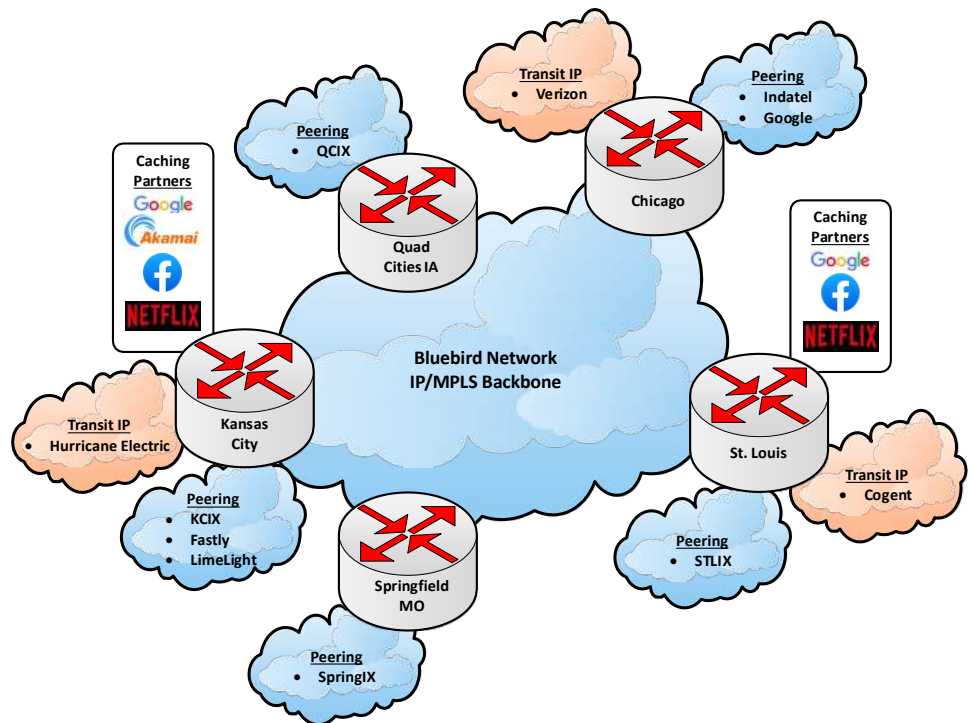 Transit IP
• Verizon
Peering
• Indatel
• Google
Chicago
Peering
• QCIX
Quad
Cities IA
Caching
Partners
Google
Akamai
f
NETFLIX
Caching
Partners
Google
f
NETFLIX
Bluebird Network
IP/MPLS Backbone
Kansas
City
Transit IP
• Hurricane Electric
Peering
• KCIX
• Fastly
• LimeLight
St. Louis
Transit IP
• Cogent
Peering
• STLIX
Springfield
MO
Peering
• SpringIX